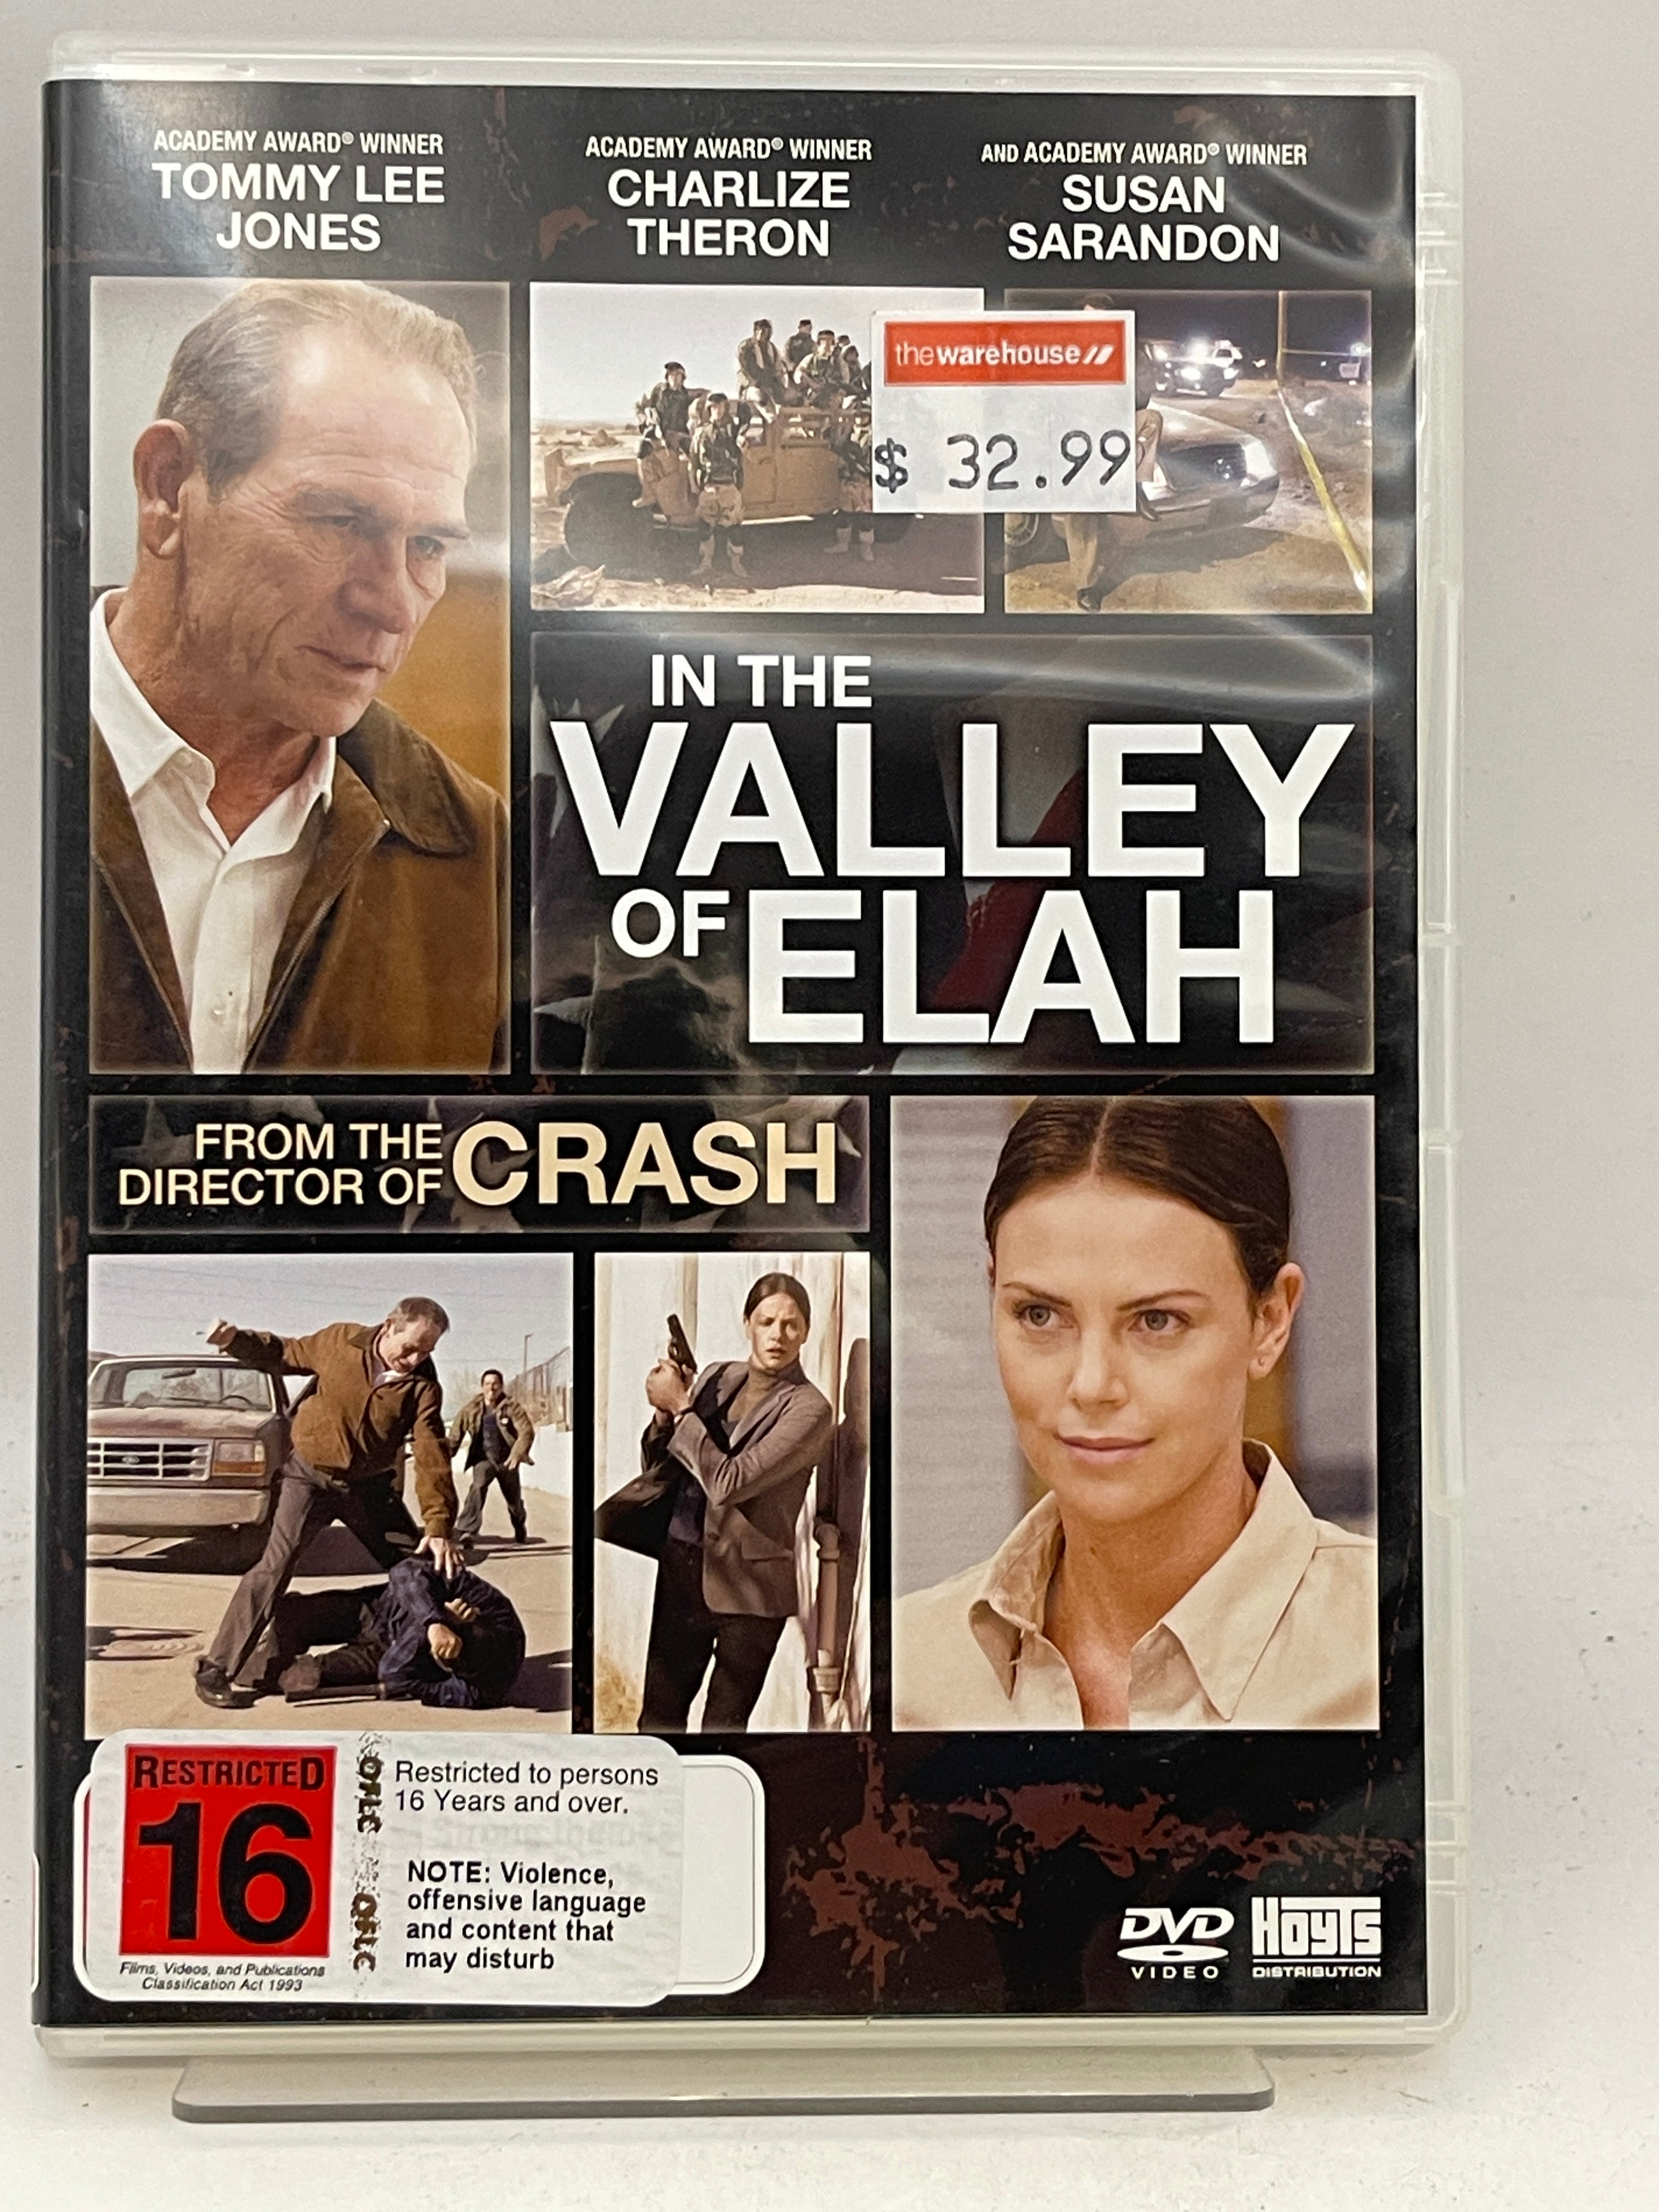 ACADEMY AWARD® WINNER
TOMMY LEE
JONES
ACADEMY AWARD® WINNER
CHARLIZE
THERON
AND ACADEMY AWARD® WINNER
SUSAN
SARANDON
thewarehouse
$ 32.99
IN THE
VALLEY
OF ELAH
FROM THE
DIRECTOR OF CRASH
RESTRICTED
16
Films, Videos, and Publications
Classification Act 1993
OFLC OFLC
Restricted to persons
16 Years and over.
NOTE: Violence,
offensive language
and content that
may disturb
DVD
VIDEO
HOYTS
DISTRIBUTION